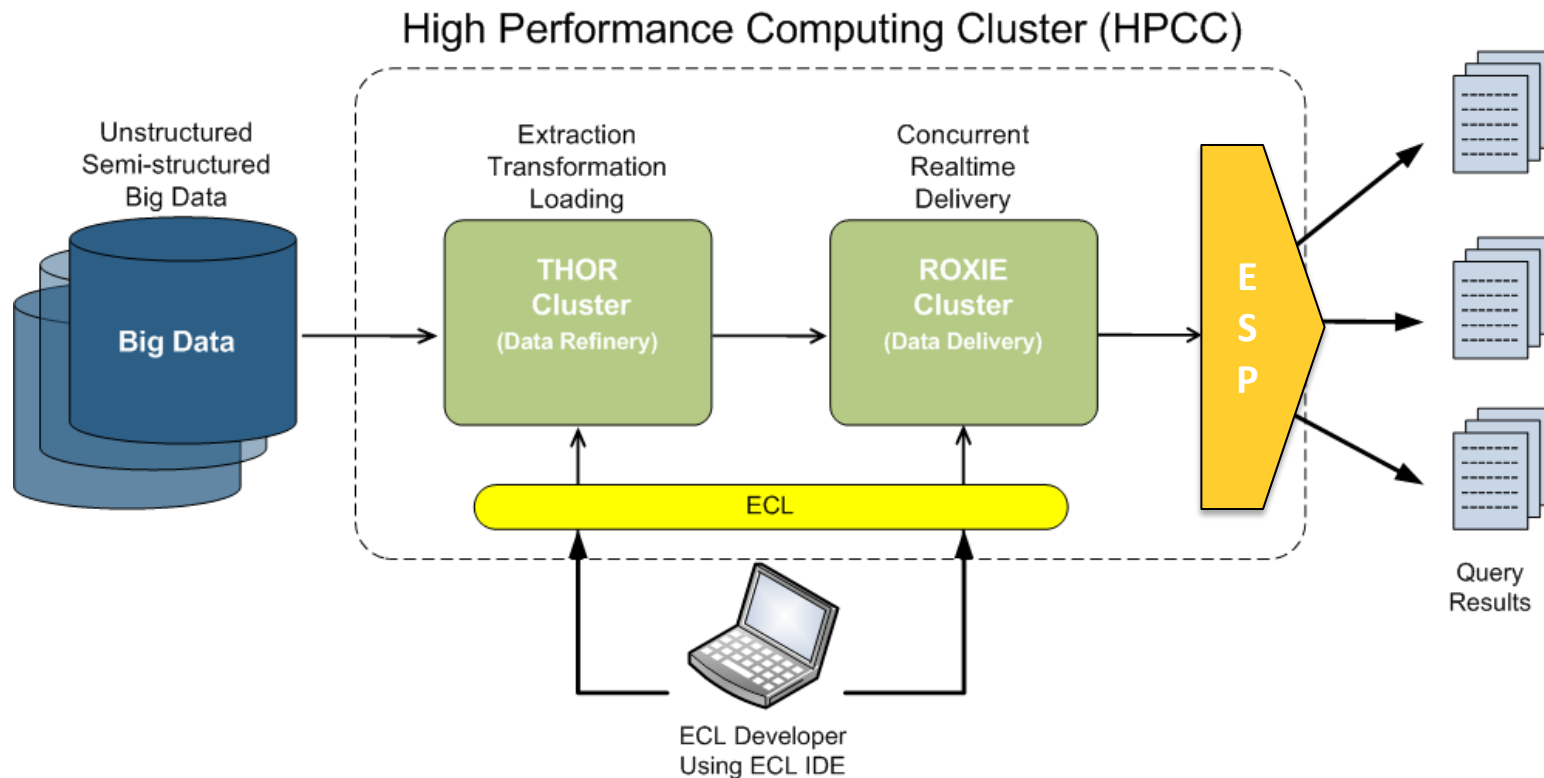 High Performance Computing Cluster (HPCC)
Unstructured
Semi-structured
Big Data
Big Data
Extraction
Transformation
Loading
THOR
Cluster
(Data Refinery)
Concurrent
Realtime
Delivery
ROXIE
Cluster
(Data Delivery)
E
S
P
ECL
ECL Developer
Using ECL IDE
Query
Results